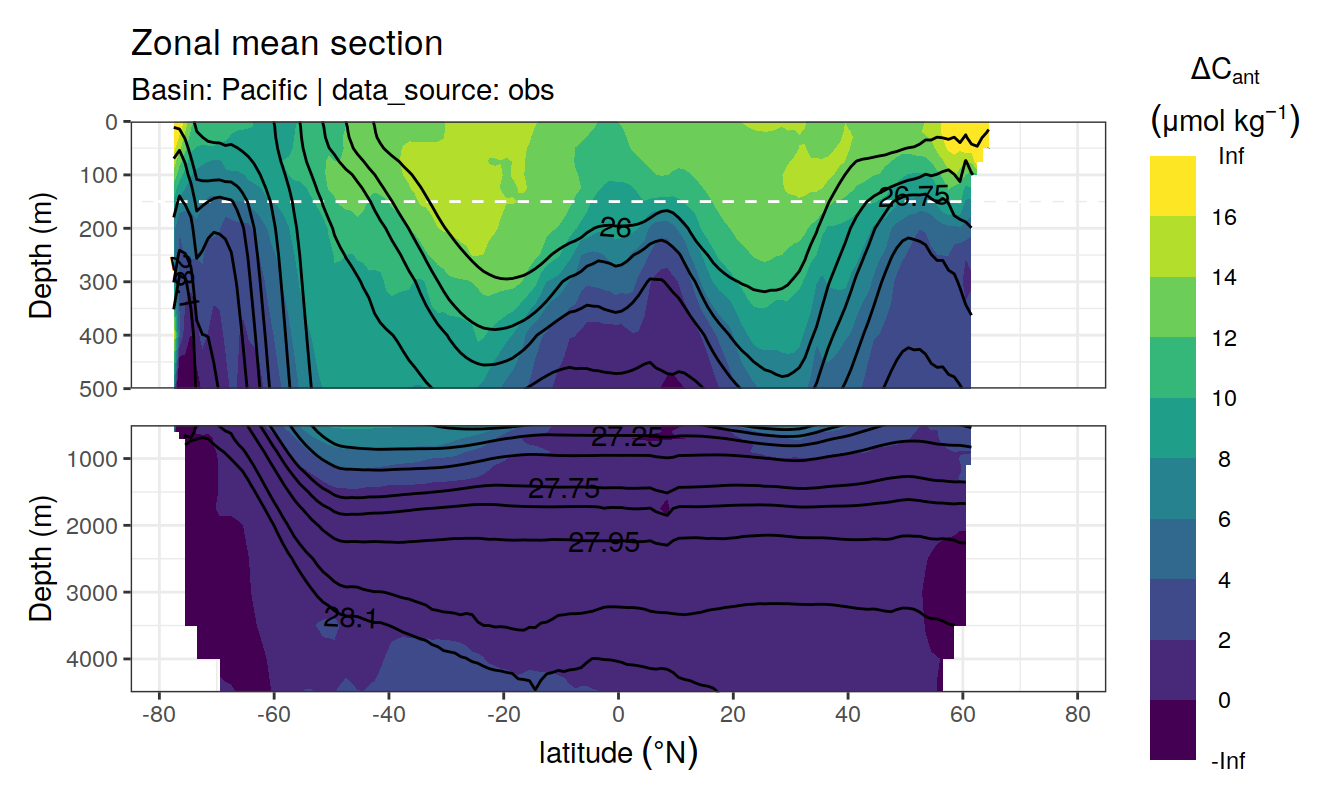 Zonal mean section
Basin: Pacific | data_source: obs
ΔCant
(μmol kg⁻¹)
Inf
16
14
12
10
8
6
4
2
0
-Inf
Depth (m)
0
100
200
300
400
500
26
26.75
28.1
Depth (m)
1000
2000
3000
4000
27.25
27.75
27.95
28.1
-80 -60 -40 -20 0 20 40 60 80
latitude (°N)